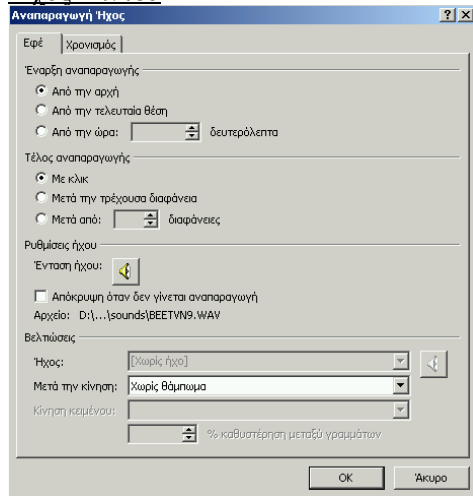 Αναπαραγωγή Ήχος
Εφέ Χρονισμός
Έναρξη αναπαραγωγής
Από την αρχή
Από την τελευταία θέση
Από την ώρα: δευτερόλεπτα
Τέλος αναπαραγωγής
Με κλικ
Μετά την τρέχουσα διαφάνεια
Μετά από: διαφάνειες
Ρυθμίσεις ήχου
Ένταση ήχου:
Απόκρυψη όταν δεν γίνεται αναπαραγωγή
Αρχείο: D:\...\sounds\BEETVN9.WAV
Βελτιώσεις
Ήχος: [Χωρίς ήχο]
Μετά την κίνηση: Χωρίς θάμπωμα
Κίνηση κειμένου:
% καθυστέρηση μεταξύ γραμμάτων
OK Άκυρο